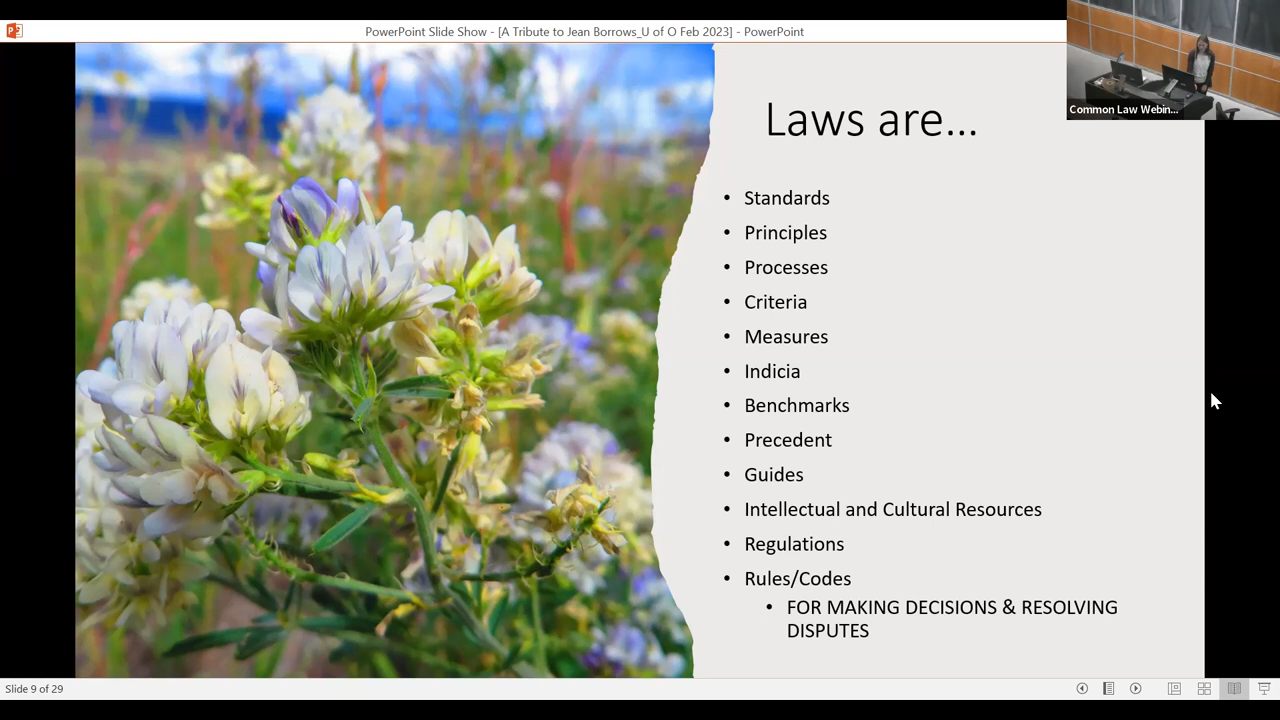 PowerPoint Slide Show - [A Tribute to Jean Borrows_U of O Feb 2023] - PowerPoint
Common Law Webin...
Laws are...
• Standards
• Principles
• Processes
• Criteria
• Measures
• Indicia
• Benchmarks
• Precedent
• Guides
• Intellectual and Cultural Resources
• Regulations
• Rules/Codes
• FOR MAKING DECISIONS & RESOLVING
DISPUTES
Slide 9 of 29